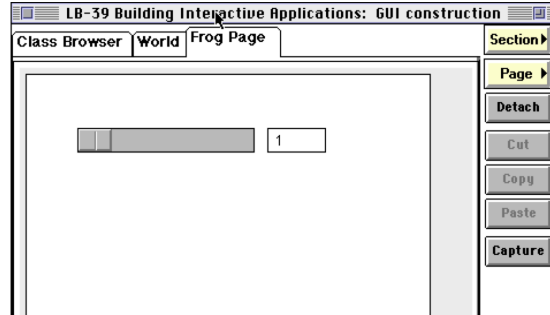 LB-39 Building Interactive Applications: GUI construction
Class Browser World Frog Page
Section
Page
Detach
Cut
Copy
Paste
Capture
1